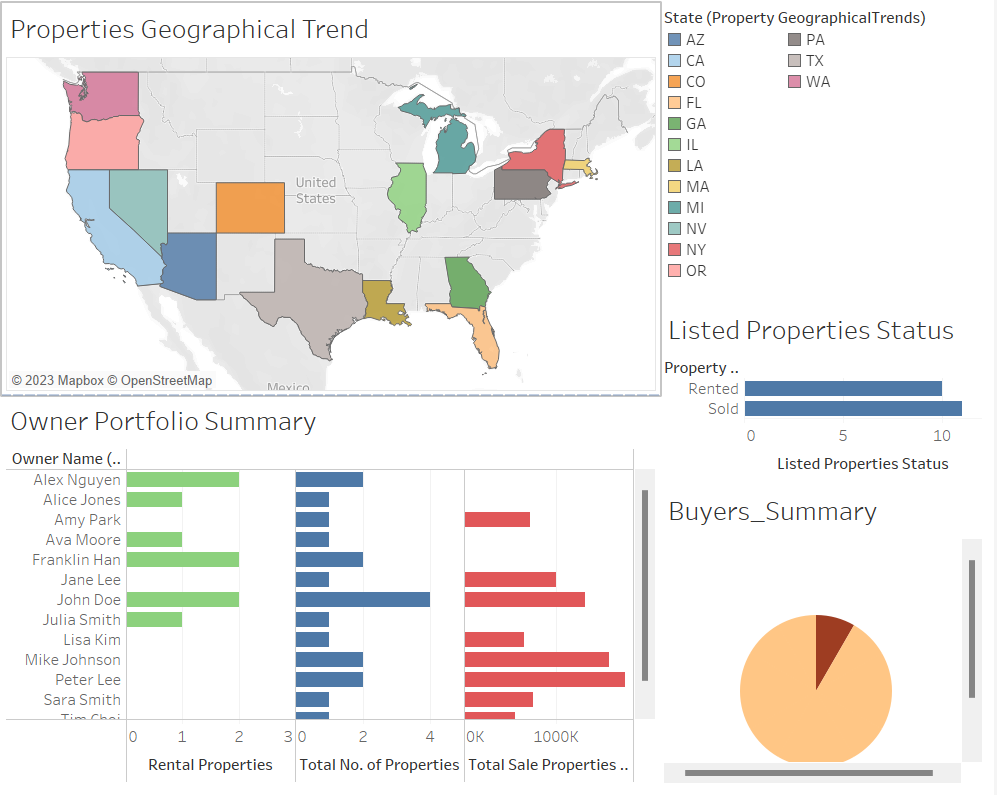 Properties Geographical Trend
United
States
Mexico
© 2023 Mapbox © OpenStreetMap
State (Property GeographicalTrends)
AZ
CA
CO
FL
GA
IL
LA
MA
MI
NV
NY
OR
PA
TX
WA
Listed Properties Status
Property ..
Rented
Sold
0 5 10
Listed Properties Status
Owner Portfolio Summary
Owner Name (..
Alex Nguyen
Alice Jones
Amy Park
Ava Moore
Franklin Han
Jane Lee
John Doe
Julia Smith
Lisa Kim
Mike Johnson
Peter Lee
Sara Smith
Tim Choi
0 1 2 3 0 2 4 0K 1000K
Rental Properties Total No. of Properties Total Sale Properties ..
Buyers_Summary